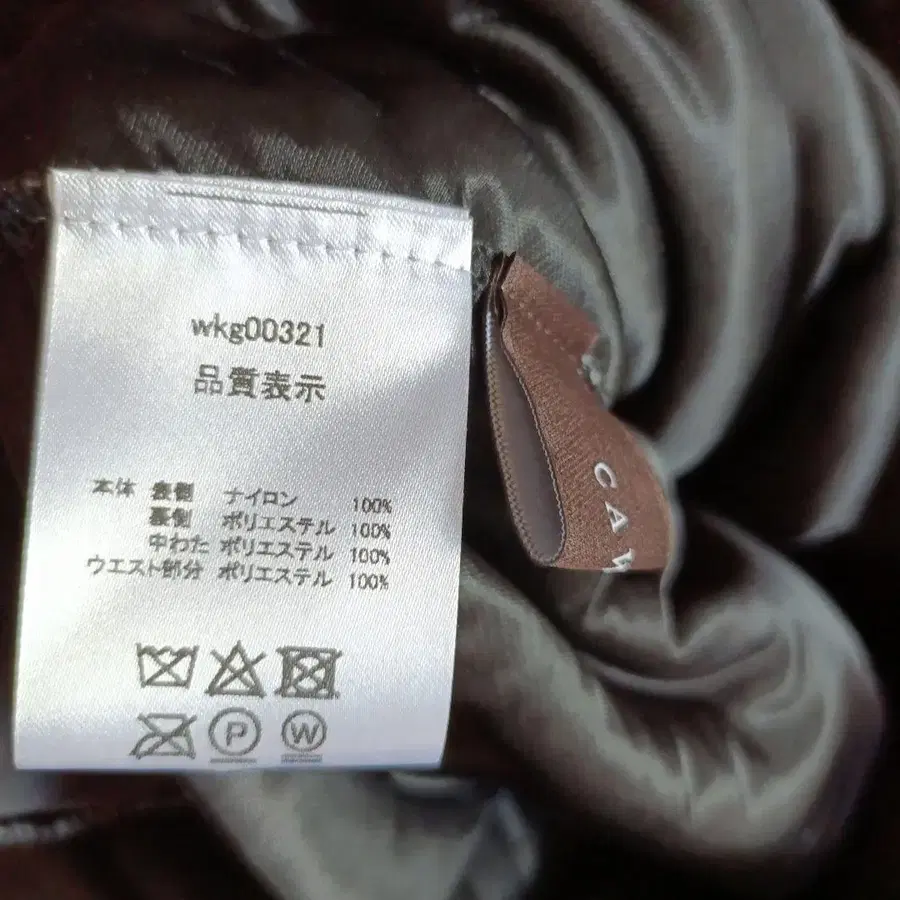 wkg00321
品質表示
本体 表側 ナイロン 100%
裏側 ポリエステル 100%
中わた ポリエステル 100%
ウエスト部分 ポリエステル 100%
P W
CAW